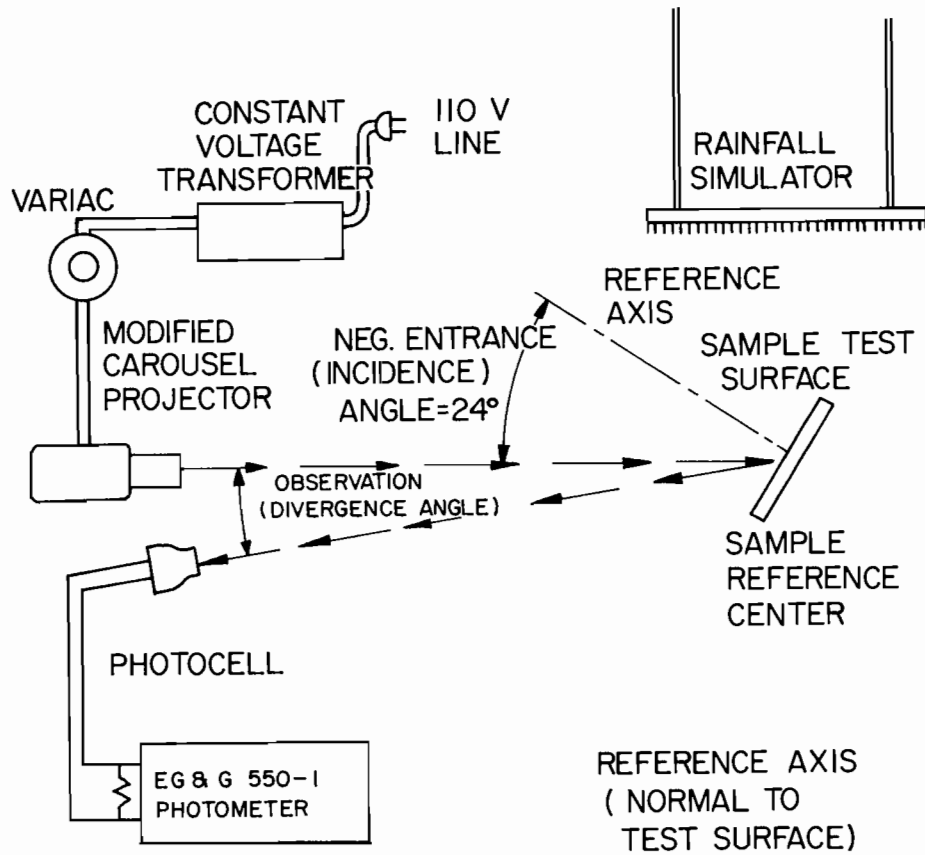 CONSTANT
VOLTAGE
TRANSFORMER
110 V
LINE
RAINFALL
SIMULATOR
VARIAC
REFERENCE
AXIS
MODIFIED
CAROUSEL
PROJECTOR
NEG. ENTRANCE
(INCIDENCE)
ANGLE=24°
SAMPLE TEST
SURFACE
OBSERVATION
(DIVERGENCE ANGLE)
SAMPLE
REFERENCE
CENTER
PHOTOCELL
EG & G 550-1
PHOTOMETER
REFERENCE AXIS
( NORMAL TO
TEST SURFACE)